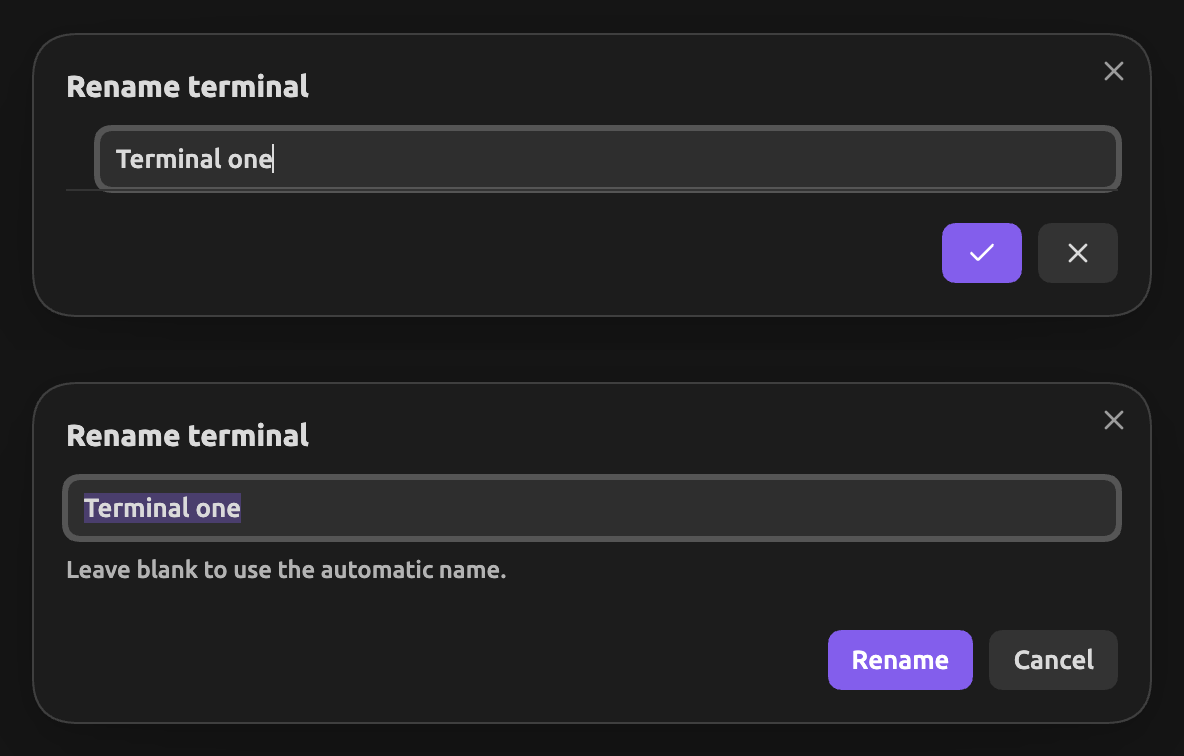 Rename terminal
Terminal one
Rename terminal
Terminal one
Leave blank to use the automatic name.
Rename Cancel